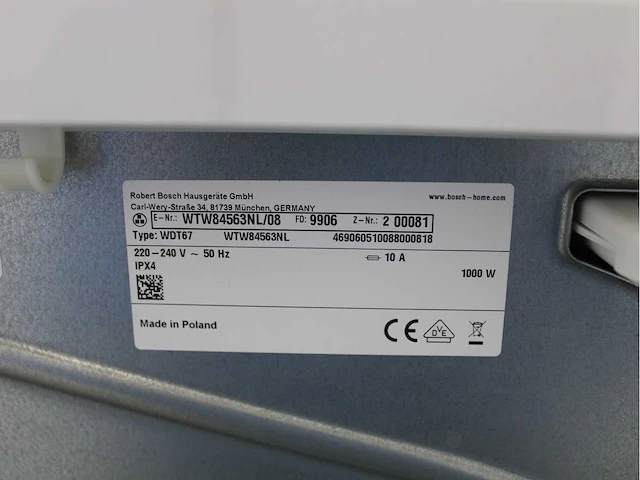 Robert Bosch Hausgeräte GmbH www.bosch-home.com
Carl-Wery-Straße 34, 81739 München, GERMANY
E-Nr.: WTW84563NL/08 FD: 9906 Z-Nr.: 2 00081
Type: WDT67 WTW84563NL 469060510088000818
220-240 V ~ 50 Hz 10 A
IPX4 1000 W
Made in Poland CE DVE